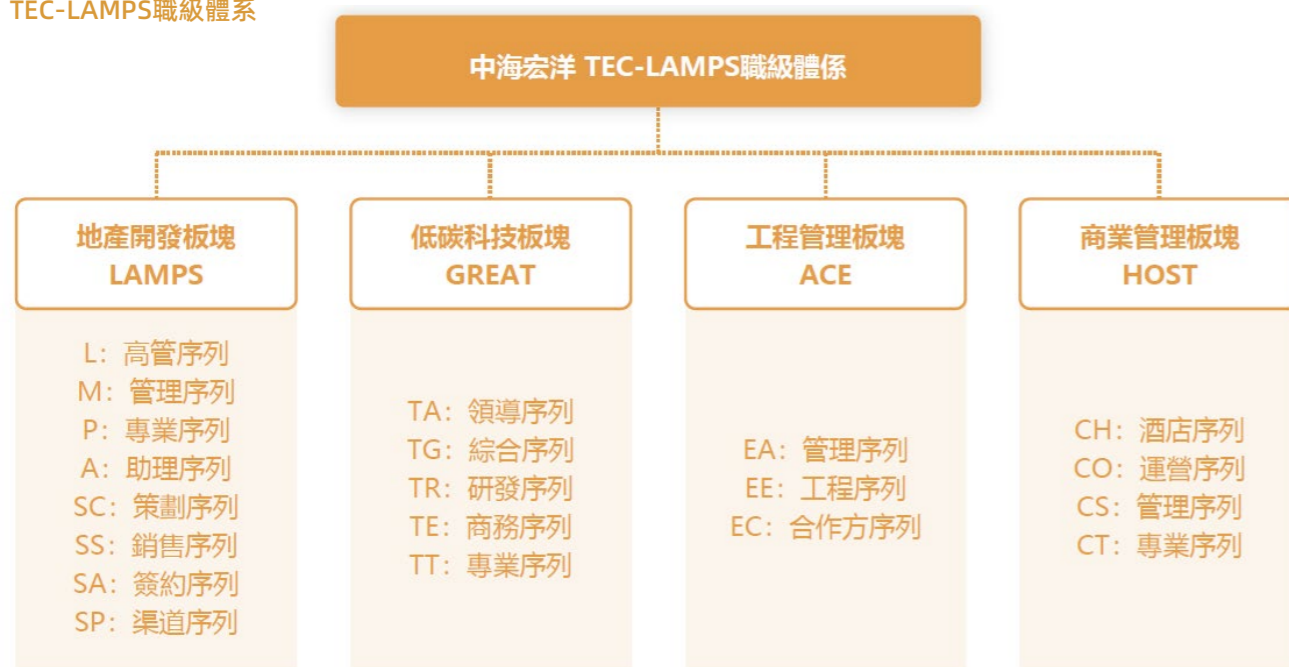 TEC-LAMPS職級體系
中海宏洋 TEC-LAMPS職級體係
地產開發板塊
LAMPS
L：高管序列
M：管理序列
P：專業序列
A：助理序列
SC：策劃序列
SS：銷售序列
SA：簽約序列
SP：渠道序列
低碳科技板塊
GREAT
TA：領導序列
TG：綜合序列
TR：研發序列
TE：商務序列
TT：專業序列
工程管理板塊
ACE
EA：管理序列
EE：工程序列
EC：合作方序列
商業管理板塊
HOST
CH：酒店序列
CO：運營序列
CS：管理序列
CT：專業序列